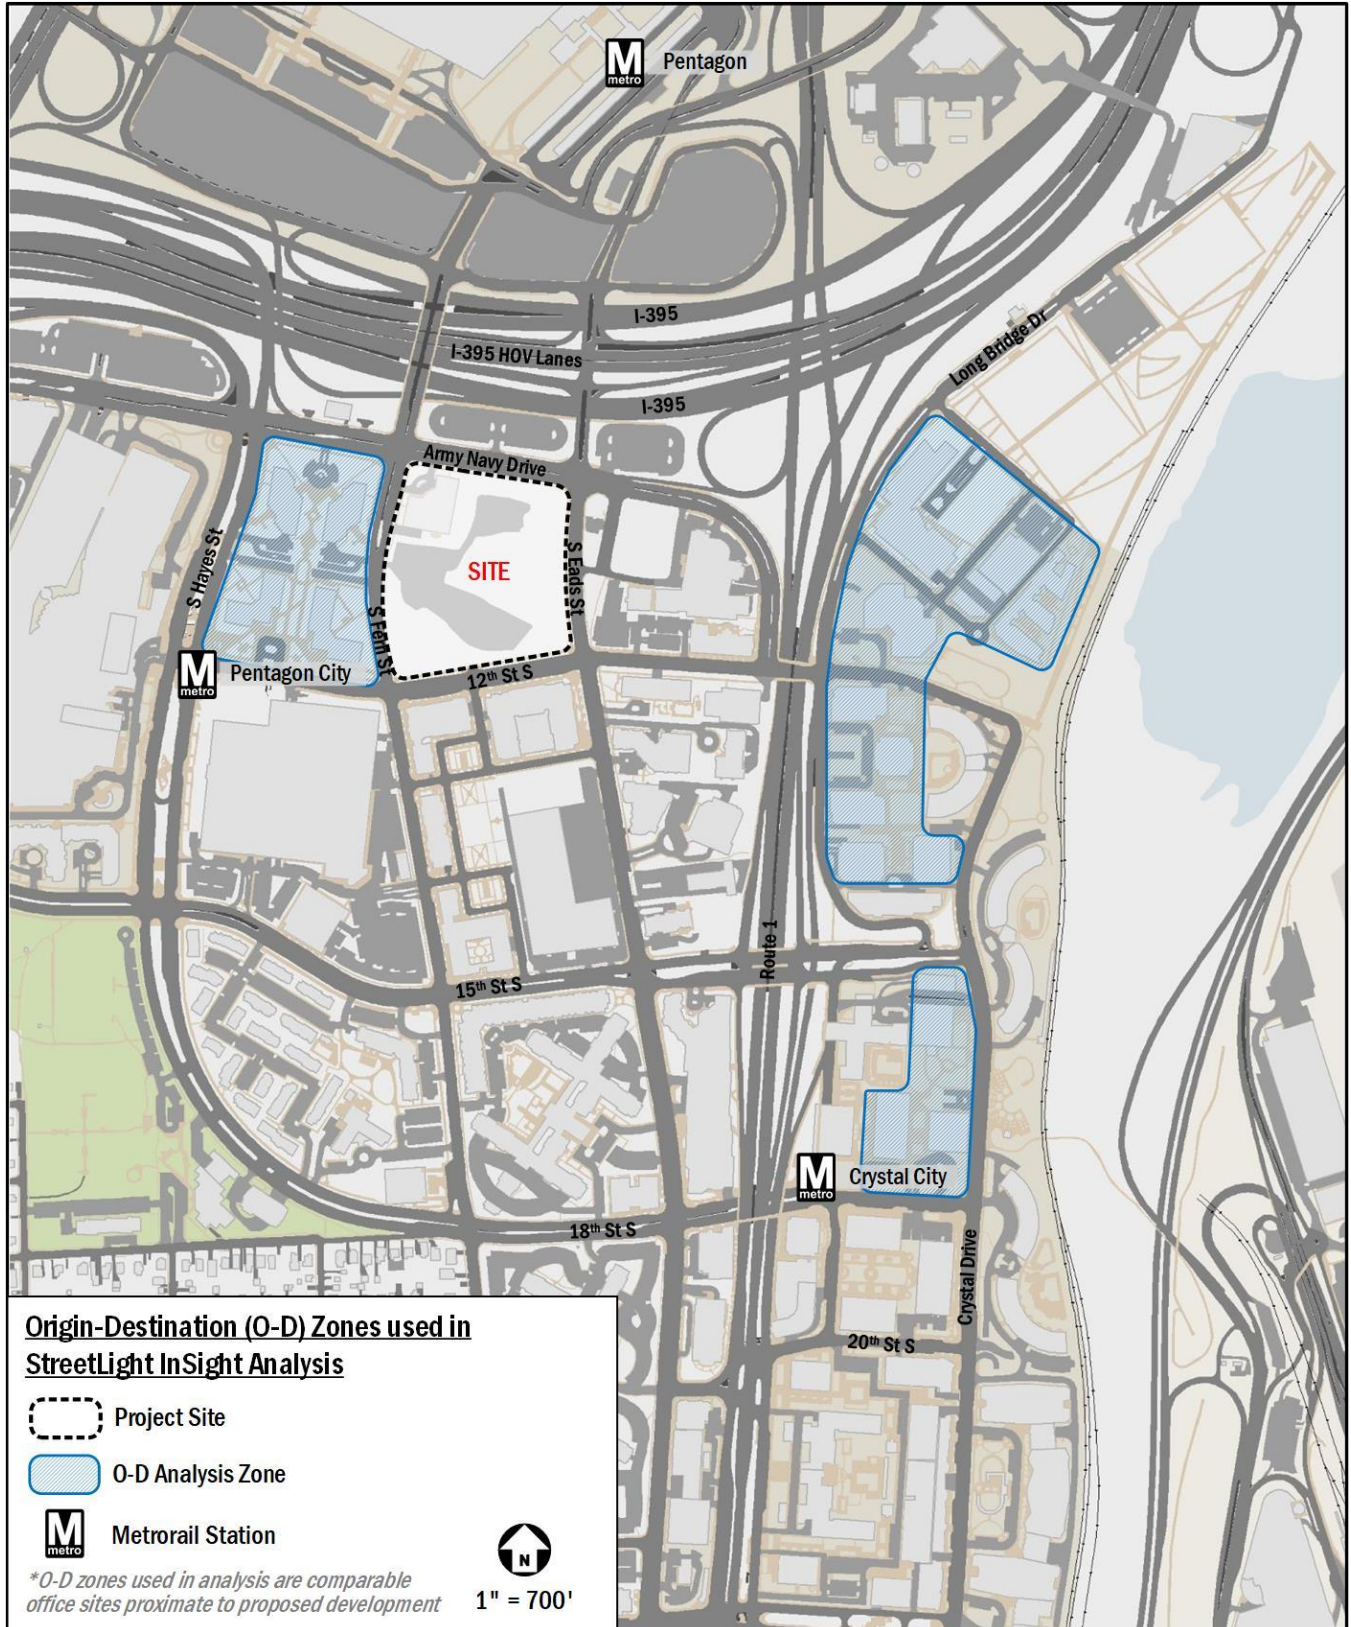 M
metro
Pentagon
I-395
Long Bridge Dr
I-395 HOV Lanes
I-395
Army Navy Drive
S Hayes St
S Fern St
SITE
S Eads St
M
metro
Pentagon City
12th St S
Route 1
15th St S
M
metro
Crystal City
18th St S
Crystal Drive
20th St S
Origin-Destination (O-D) Zones used in
StreetLight InSight Analysis
Project Site
O-D Analysis Zone
M
metro
Metrorail Station
N
1" = 700'
*O-D zones used in analysis are comparable
office sites proximate to proposed development